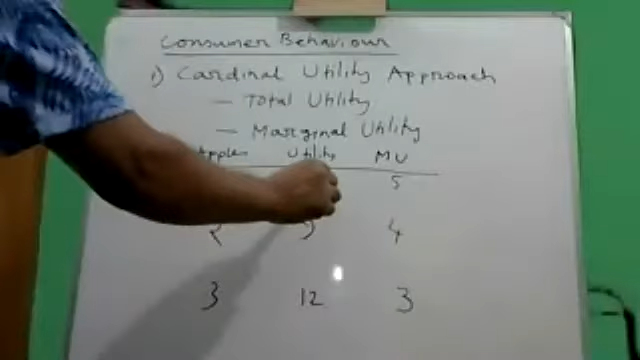 Consumer Behaviour
1) Cardinal Utility Approach
- Total Utility
- Marginal Utility
Apples Utility MU
5
2 9 4
3 12 3